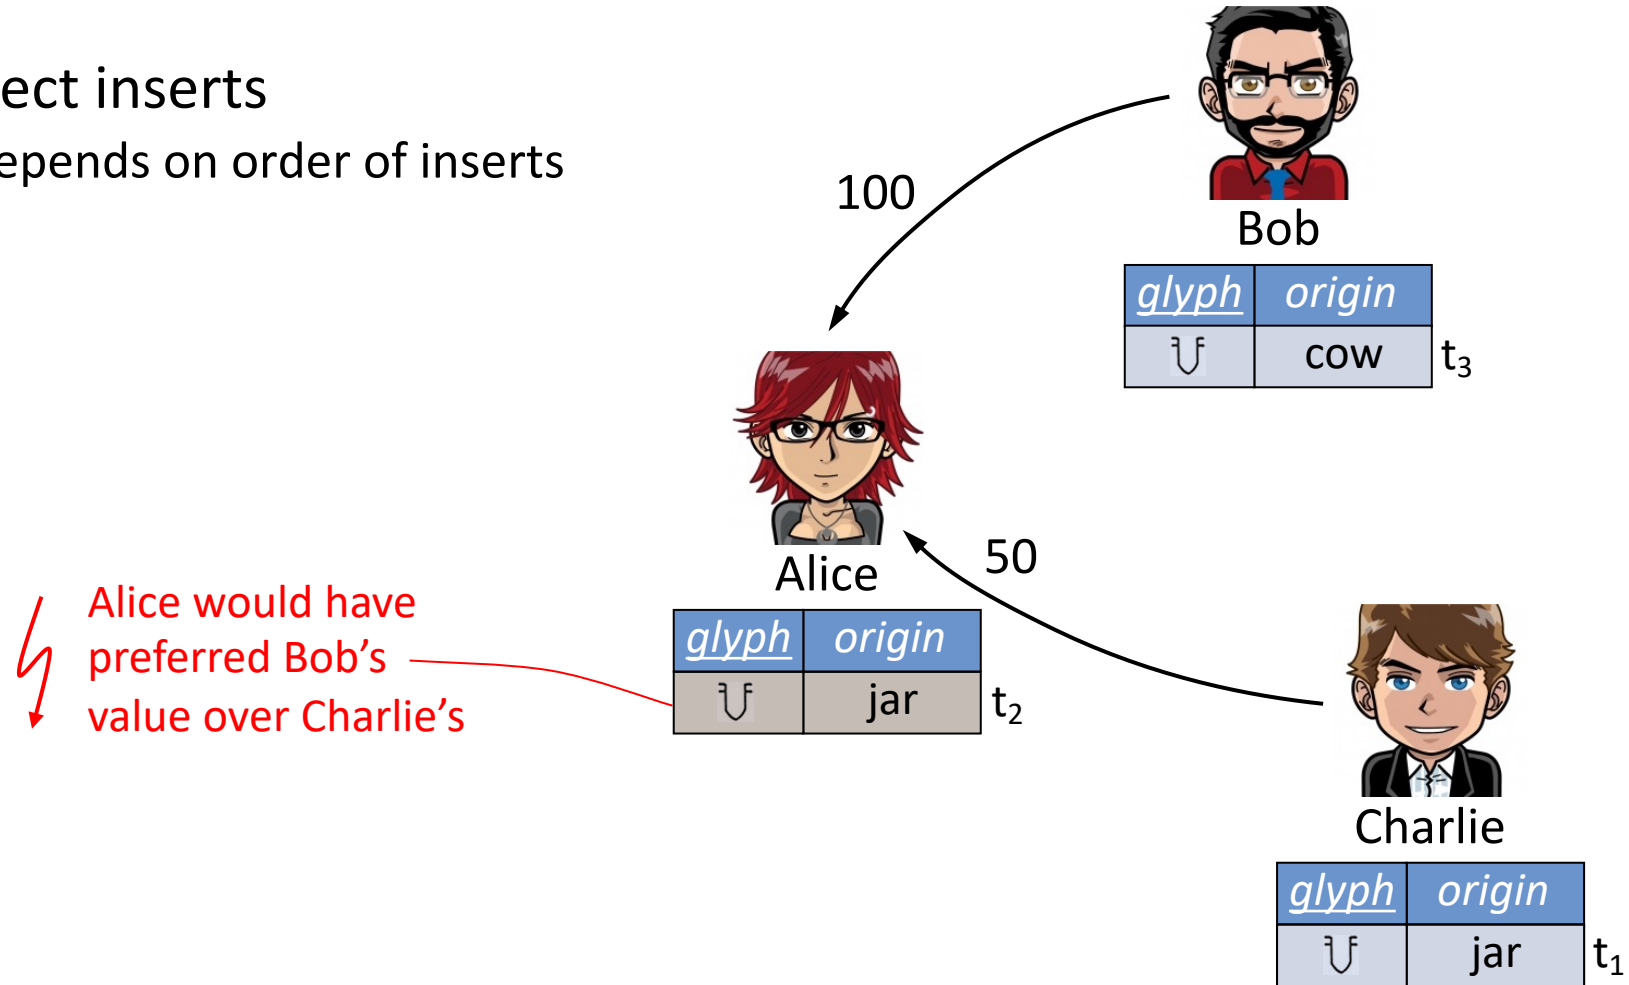 ect inserts
epends on order of inserts
100
Bob
glyph origin
cow t3
50
Alice
glyph origin
jar t2
Alice would have
preferred Bob's
value over Charlie's
Charlie
glyph origin
jar t1